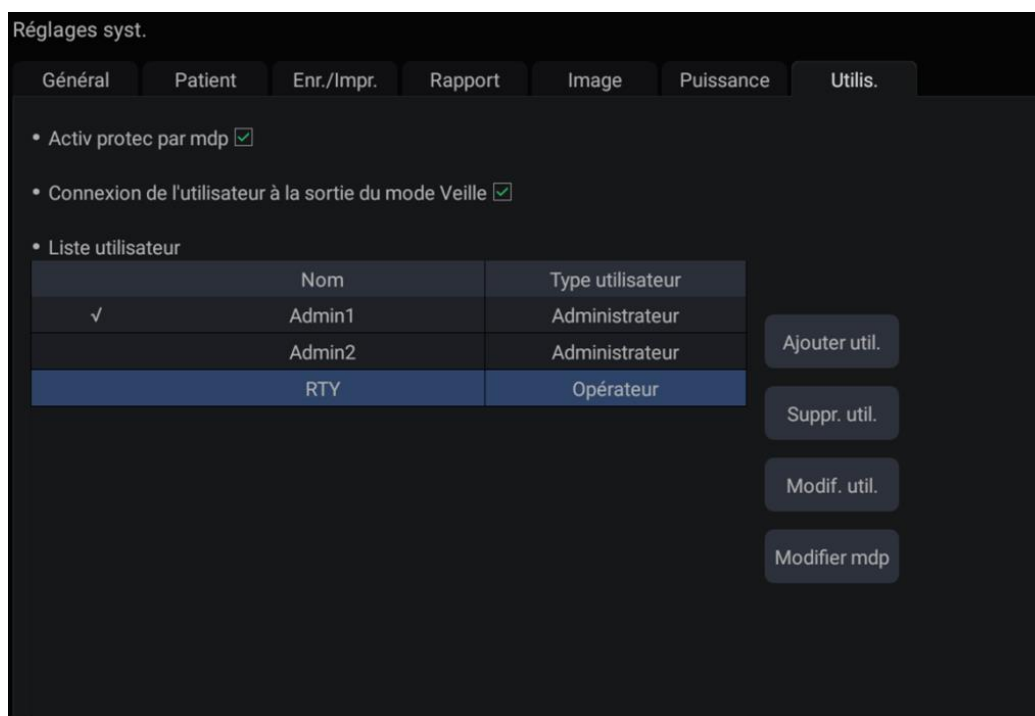 Réglages syst.
Général Patient Enr./Impr. Rapport Image Puissance Utilis.
• Activ protec par mdp
• Connexion de l'utilisateur à la sortie du mode Veille
• Liste utilisateur
Nom Type utilisateur
√ Admin1 Administrateur
Admin2 Administrateur
RTY Opérateur
Ajouter util.
Suppr. util.
Modif. util.
Modifier mdp